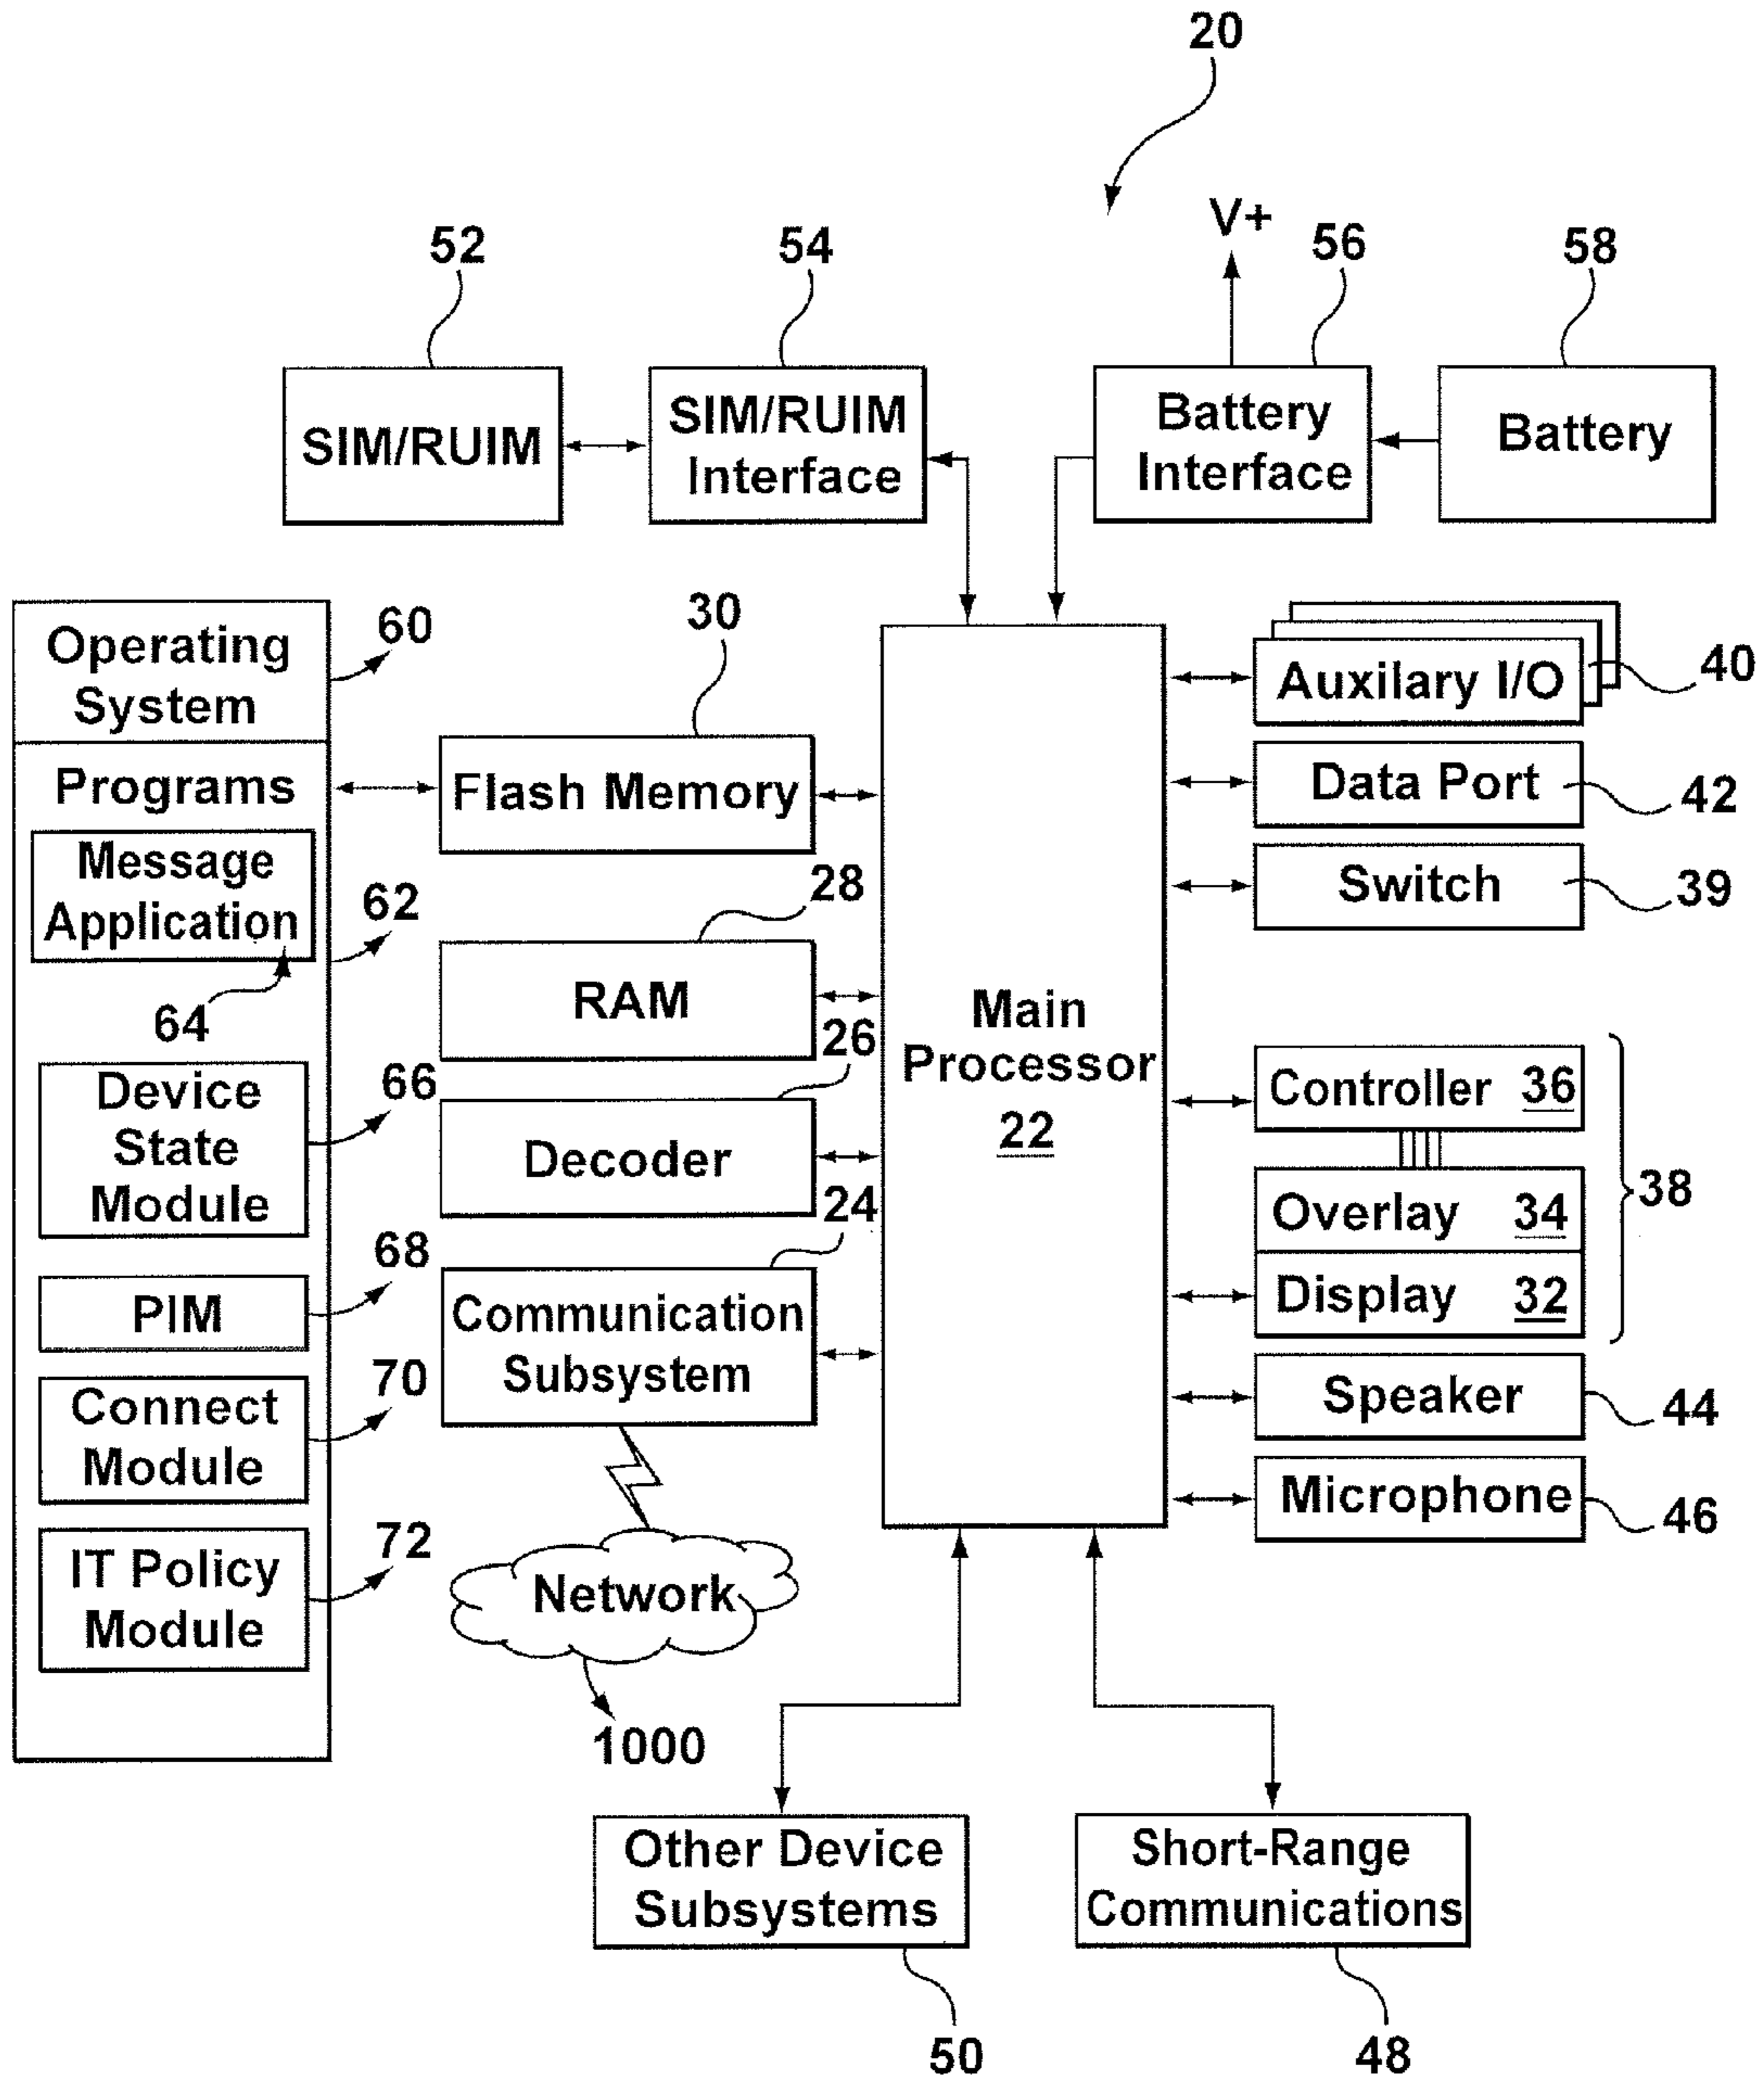 20
V+
52
54
56
58
SIM/RUIM
SIM/RUIM
Interface
Battery
Interface
Battery
Operating
System
60
Programs
Message
Application
64
62
Device
State
Module
66
PIM
68
Connect
Module
70
IT Policy
Module
72
30
Flash Memory
28
RAM
26
Decoder
24
Communication
Subsystem
Network
1000
Main
Processor
22
Auxilary I/O
40
Data Port
42
Switch
39
Controller 36
Overlay 34
Display 32
38
Speaker
44
Microphone
46
Other Device
Subsystems
50
Short-Range
Communications
48